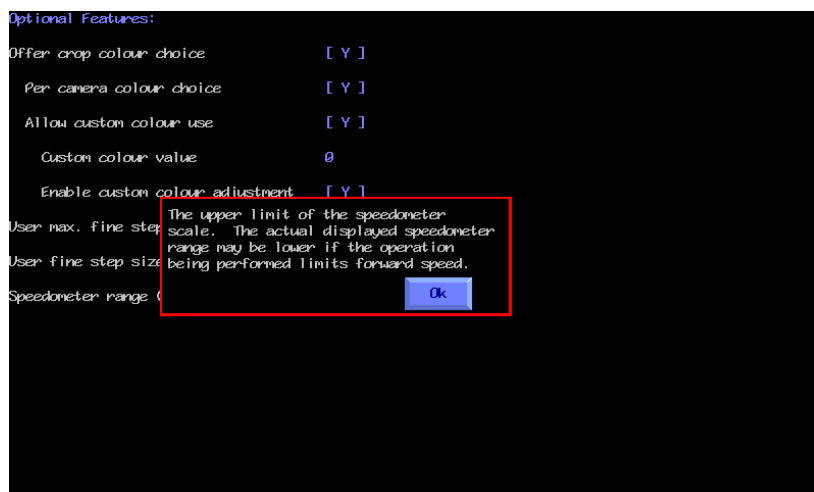 Optional Features:
Offer crop colour choice [ Y ]
Per camera colour choice [ Y ]
Allow custom colour use [ Y ]
Custom colour value 0
Enable custom colour adjustment [ Y ]
User max. fine step
User fine step size
Speedometer range (
The upper limit of the speedometer
scale. The actual displayed speedometer
range may be lower if the operation
being performed limits forward speed.
Ok